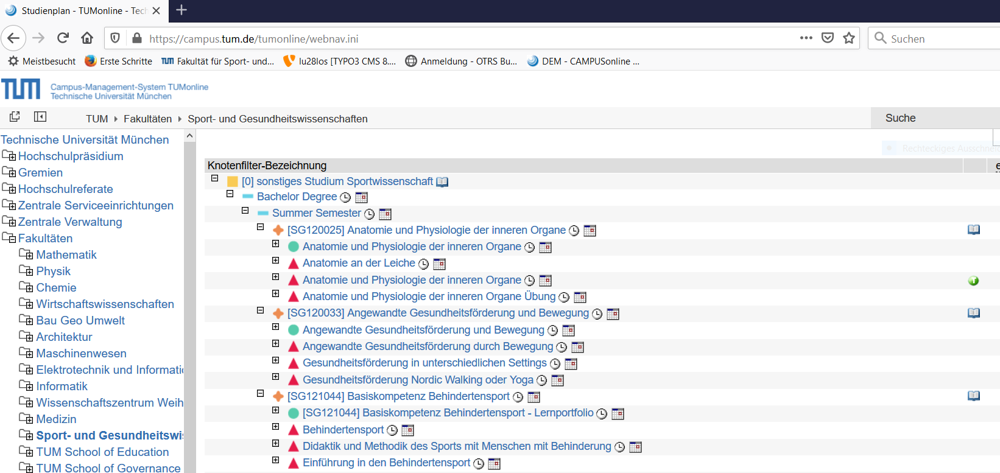 Studienplan - TUMonline - Tech
https://campus.tum.de/tumonline/webnav.ini
Suchen
Meistbesucht
Erste Schritte
TUM Fakultät für Sport- und...
lu28los [TYPO3 CMS 8....
Anmeldung - OTRS Bu...
DEM - CAMPUSonline ...
TUM
Campus-Management-System TUMonline
Technische Universität München
TUM
Fakultäten
Sport- und Gesundheitswissenschaften
Suche
Technische Universität München
Hochschulpräsidium
Gremien
Hochschulreferate
Zentrale Serviceeinrichtungen
Zentrale Verwaltung
Fakultäten
Mathematik
Physik
Chemie
Wirtschaftswissenschaften
Bau Geo Umwelt
Architektur
Maschinenwesen
Elektrotechnik und Informati
Informatik
Wissenschaftszentrum Weih
Medizin
Sport- und Gesundheitswi
TUM School of Education
TUM School of Governance
Rechteckiges Ausschneid
Knotenfilter-Bezeichnung
e
[0] sonstiges Studium Sportwissenschaft
Bachelor Degree
Summer Semester
[SG120025] Anatomie und Physiologie der inneren Organe
Anatomie und Physiologie der inneren Organe
Anatomie an der Leiche
Anatomie und Physiologie der inneren Organe
T
Anatomie und Physiologie der inneren Organe Übung
[SG120033] Angewandte Gesundheitsförderung und Bewegung
Angewandte Gesundheitsförderung und Bewegung
Angewandte Gesundheitsförderung durch Bewegung
Gesundheitsförderung in unterschiedlichen Settings
Gesundheitsförderung Nordic Walking oder Yoga
[SG121044] Basiskompetenz Behindertensport
[SG121044] Basiskompetenz Behindertensport - Lernportfolio
Behindertensport
Didaktik und Methodik des Sports mit Menschen mit Behinderung
Einführung in den Behindertensport